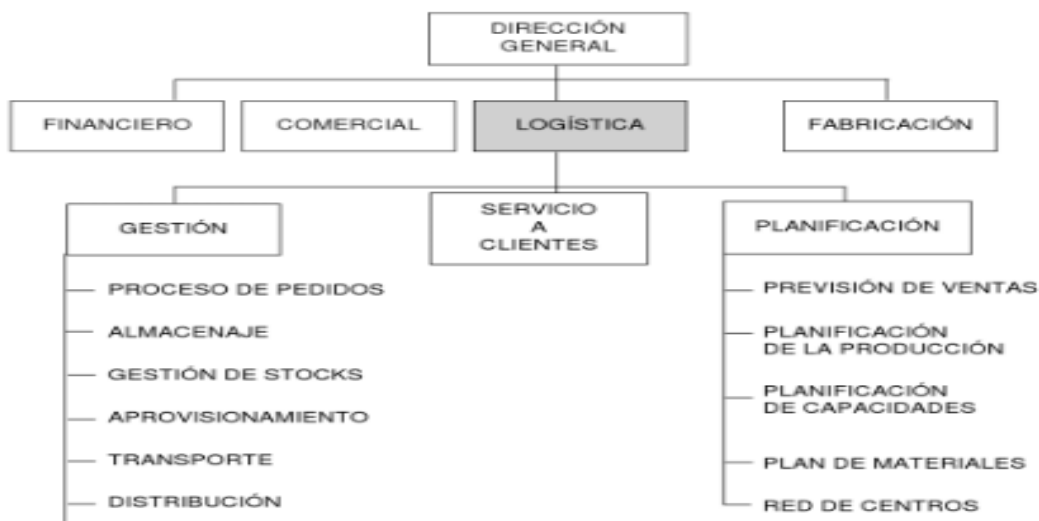 DIRECCIÓN
GENERAL
FINANCIERO
COMERCIAL
LOGÍSTICA
FABRICACIÓN
GESTIÓN
SERVICIO
A
CLIENTES
PLANIFICACIÓN
PROCESO DE PEDIDOS
ALMACENAJE
GESTIÓN DE STOCKS
APROVISIONAMIENTO
TRANSPORTE
DISTRIBUCIÓN
PREVISIÓN DE VENTAS
PLANIFICACIÓN
DE LA PRODUCCIÓN
PLANIFICACIÓN
DE CAPACIDADES
PLAN DE MATERIALES
RED DE CENTROS